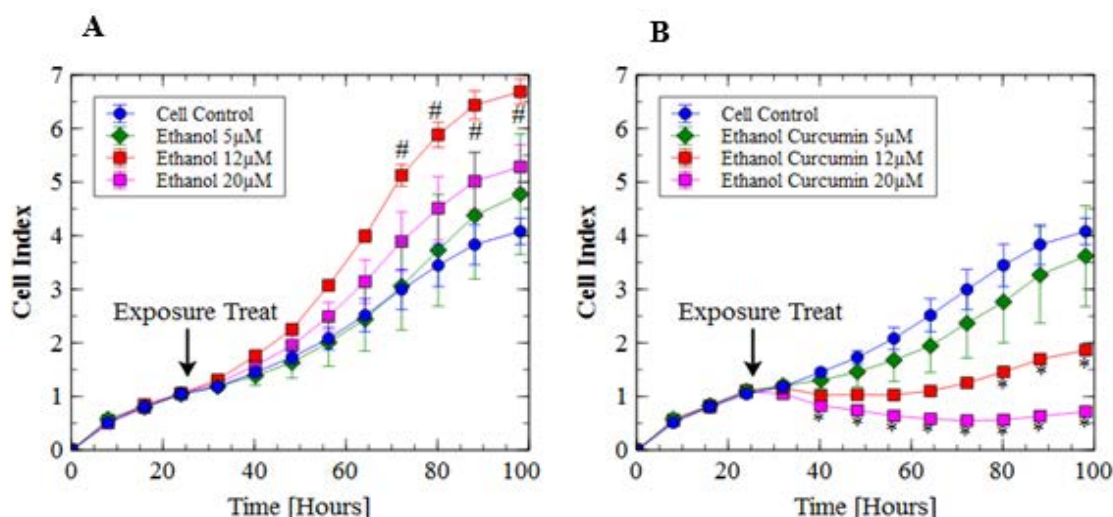 A
B
7
6
5
4
3
2
1
0
Cell Index
Cell Control
Ethanol 5µM
Ethanol 12µM
Ethanol 20µM
# # # #
Exposure Treat
0 20 40 60 80 100
Time [Hours]
7
6
5
4
3
2
1
0
Cell Index
Cell Control
Ethanol Curcumin 5µM
Ethanol Curcumin 12µM
Ethanol Curcumin 20µM
Exposure Treat
* * *
* * * * * * * *
0 20 40 60 80 100
Time [Hours]